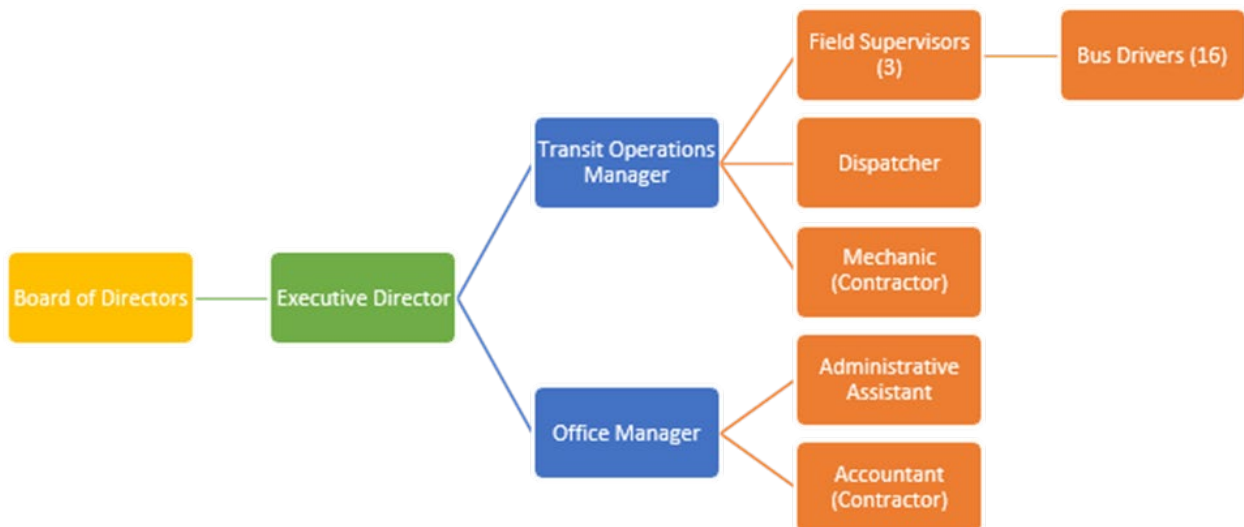 Field Supervisors
(3)
Bus Drivers (16)
Transit Operations
Manager
Dispatcher
Mechanic
(Contractor)
Board of Directors
Executive Director
Administrative
Assistant
Office Manager
Accountant
(Contractor)